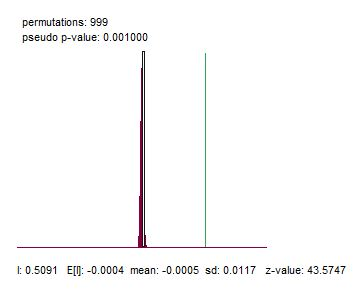 permutations: 999
pseudo p-value: 0.001000
I: 0.5091 E[I]: -0.0004 mean: -0.0005 sd: 0.0117 z-value: 43.5747